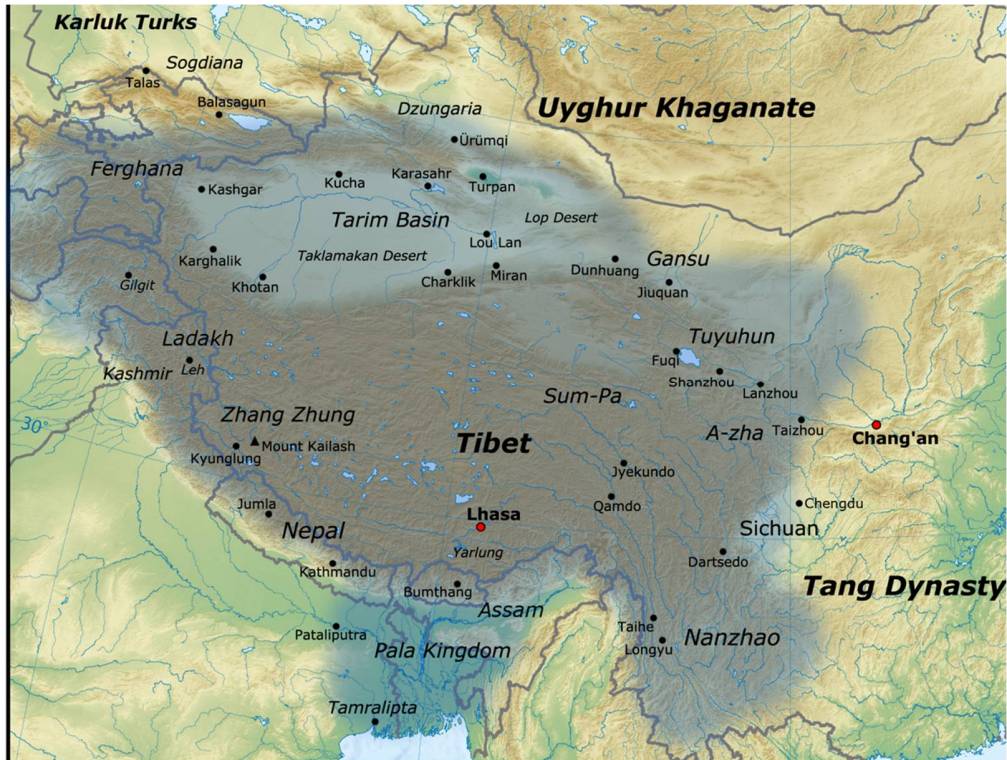 Karluk Turks
Sogdiana
Talas
Balasagun
Dzungaria
Uyghur Khaganate
Ürümqi
Ferghana
Kashgar
Kucha
Karasahr
Turpan
Tarim Basin
Lop Desert
Lou Lan
Karghalik
Taklamakan Desert
Gansu
Gilgit
Khotan
Charklik
Miran
Dunhuang
Jiuquan
Ladakh
Tuyuhun
Kashmir
Leh
Fuqi
Shanzhou
Lanzhou
Sum-Pa
Zhang Zhung
30°
Tibet
A-zha
Taizhou
Chang'an
Kyunglung
Mount Kailash
Jyekundo
Jumla
Lhasa
Qamdo
Chengdu
Nepal
Sichuan
Yarlung
Dartsedo
Kathmandu
Bumthang
Tang Dynasty
Assam
Pataliputra
Taihe
Pala Kingdom
Longyu
Nanzhao
Tamralipta